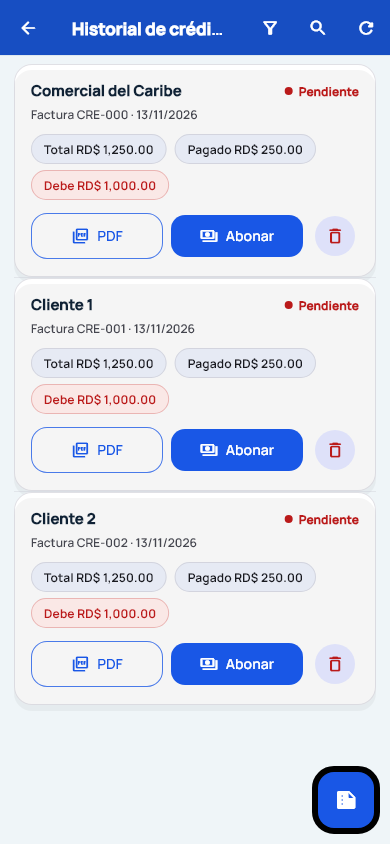 Historial de crédi...
Comercial del Caribe
Pendiente
Factura CRE-000 · 13/11/2026
Total RD$ 1,250.00
Pagado RD$ 250.00
Debe RD$ 1,000.00
PDF
Abonar
Cliente 1
Pendiente
Factura CRE-001 · 13/11/2026
Total RD$ 1,250.00
Pagado RD$ 250.00
Debe RD$ 1,000.00
PDF
Abonar
Cliente 2
Pendiente
Factura CRE-002 · 13/11/2026
Total RD$ 1,250.00
Pagado RD$ 250.00
Debe RD$ 1,000.00
PDF
Abonar